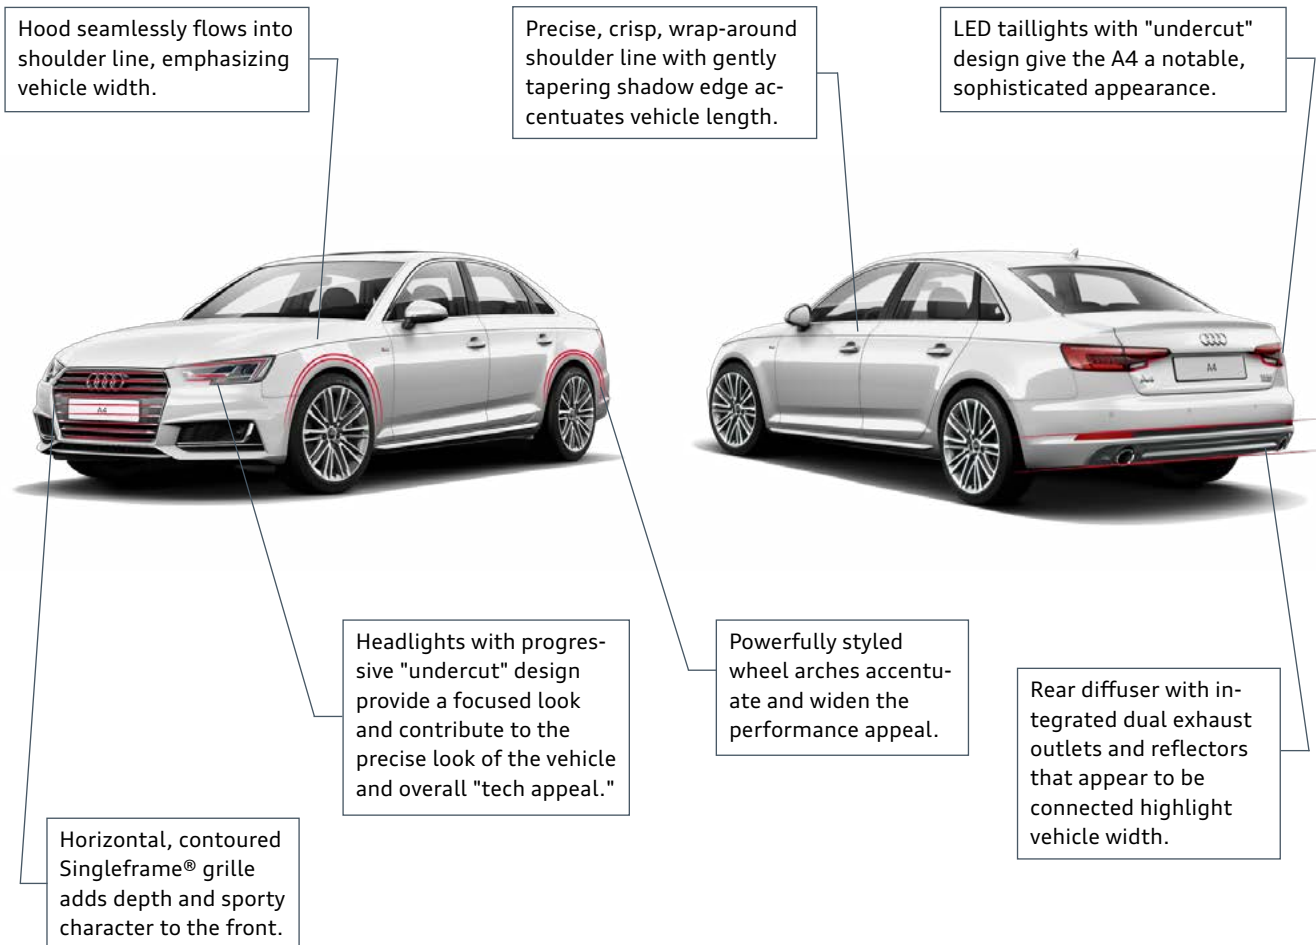 Hood seamlessly flows into
shoulder line, emphasizing
vehicle width.
Precise, crisp, wrap-around
shoulder line with gently
tapering shadow edge ac-
centuates vehicle length.
LED taillights with "undercut"
design give the A4 a notable,
sophisticated appearance.
A4
A4
A4
Headlights with progres-
sive "undercut" design
provide a focused look
and contribute to the
precise look of the vehicle
and overall "tech appeal."
Powerfully styled
wheel arches accentu-
ate and widen the
performance appeal.
Rear diffuser with in-
tegrated dual exhaust
outlets and reflectors
that appear to be
connected highlight
vehicle width.
Horizontal, contoured
Singleframe® grille
adds depth and sporty
character to the front.